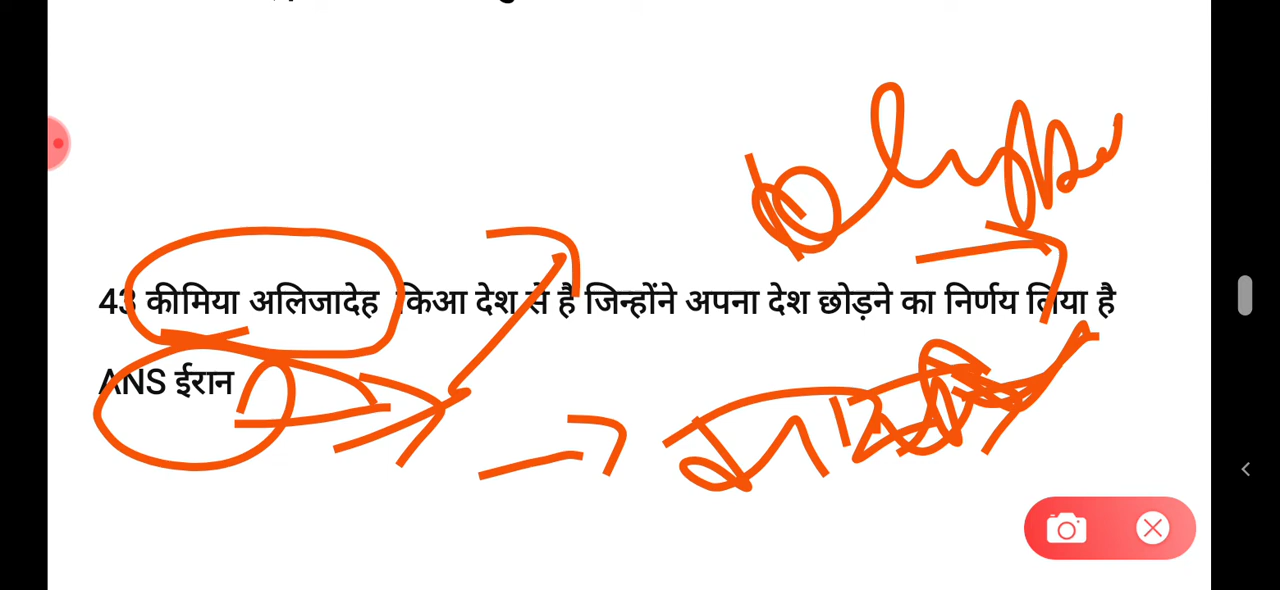 43 कीमिया अलिजादेह किआ देश से है जिन्होंने अपना देश छोड़ने का निर्णय लिया है
ANS ईरान